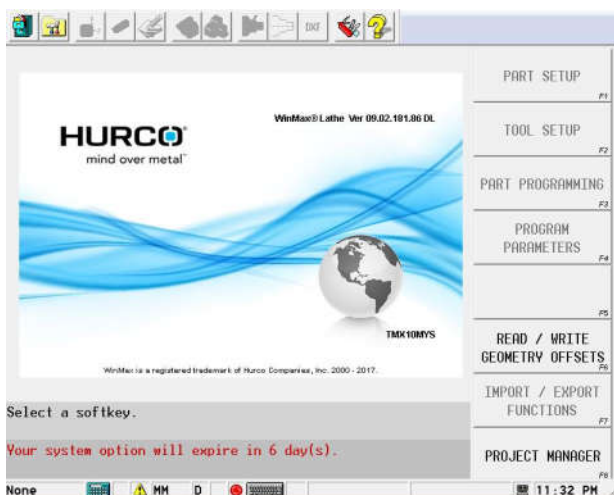 DXF
HURCO
mind over metal™
WinMax® Lathe Ver 09.02.181.86 DL
TMX10MYS
WinMax is a registered trademark of Hurco Companies, Inc. 2000 - 2017.
PART SETUP
F1
TOOL SETUP
F2
PART PROGRAMMING
F3
PROGRAM
PARAMETERS
F4
F5
READ / WRITE
GEOMETRY OFFSETS
F6
IMPORT / EXPORT
FUNCTIONS
F7
PROJECT MANAGER
F8
Select a softkey.
Your system option will expire in 6 day(s).
None MM D 11:32 PM